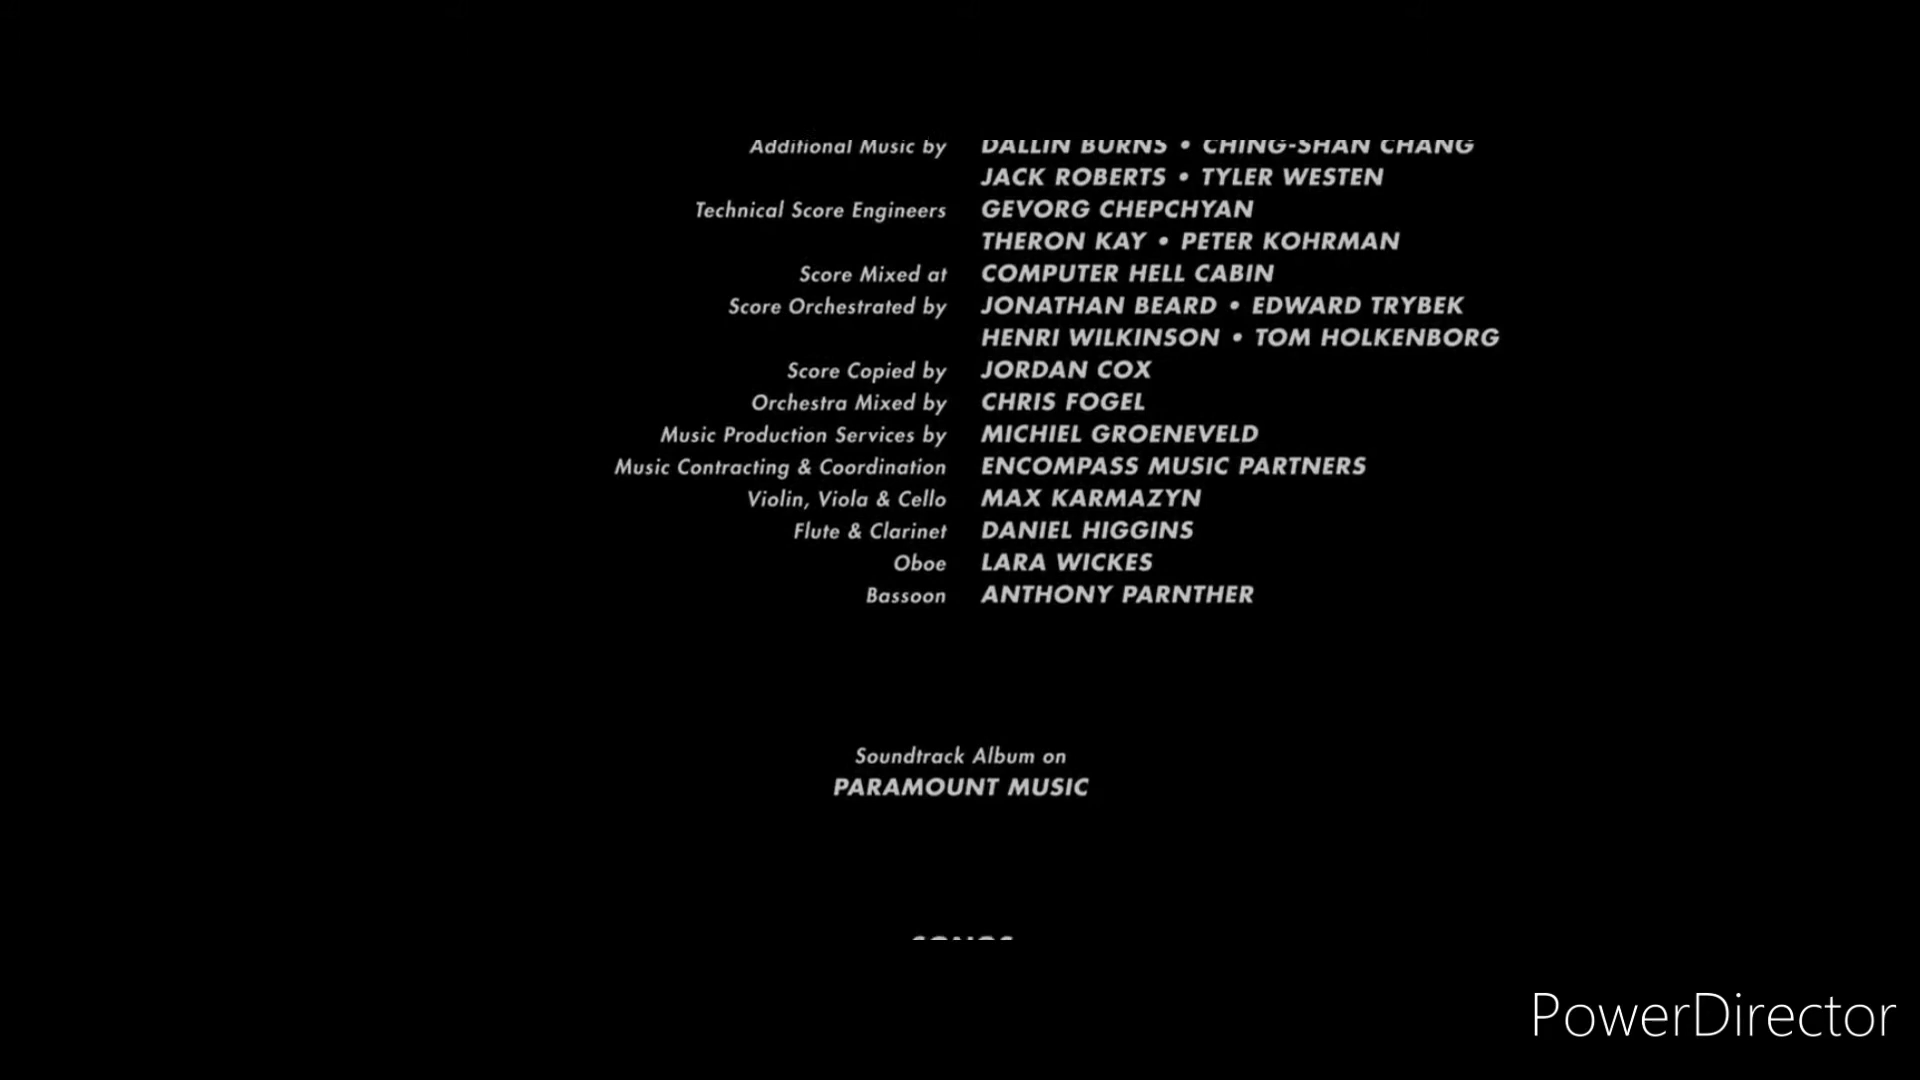 Additional Music by DALLIN BURNS • CHING-SHAN CHANG
JACK ROBERTS • TYLER WESTEN
Technical Score Engineers GEVORG CHEPCHYAN
THERON KAY • PETER KOHRMAN
Score Mixed at COMPUTER HELL CABIN
Score Orchestrated by JONATHAN BEARD • EDWARD TRYBEK
HENRI WILKINSON • TOM HOLKENBORG
Score Copied by JORDAN COX
Orchestra Mixed by CHRIS FOGEL
Music Production Services by MICHIEL GROENEVELD
Music Contracting & Coordination ENCOMPASS MUSIC PARTNERS
Violin, Viola & Cello MAX KARMAZYN
Flute & Clarinet DANIEL HIGGINS
Oboe LARA WICKES
Bassoon ANTHONY PARNTHER
Soundtrack Album on
PARAMOUNT MUSIC
SONGS
PowerDirector